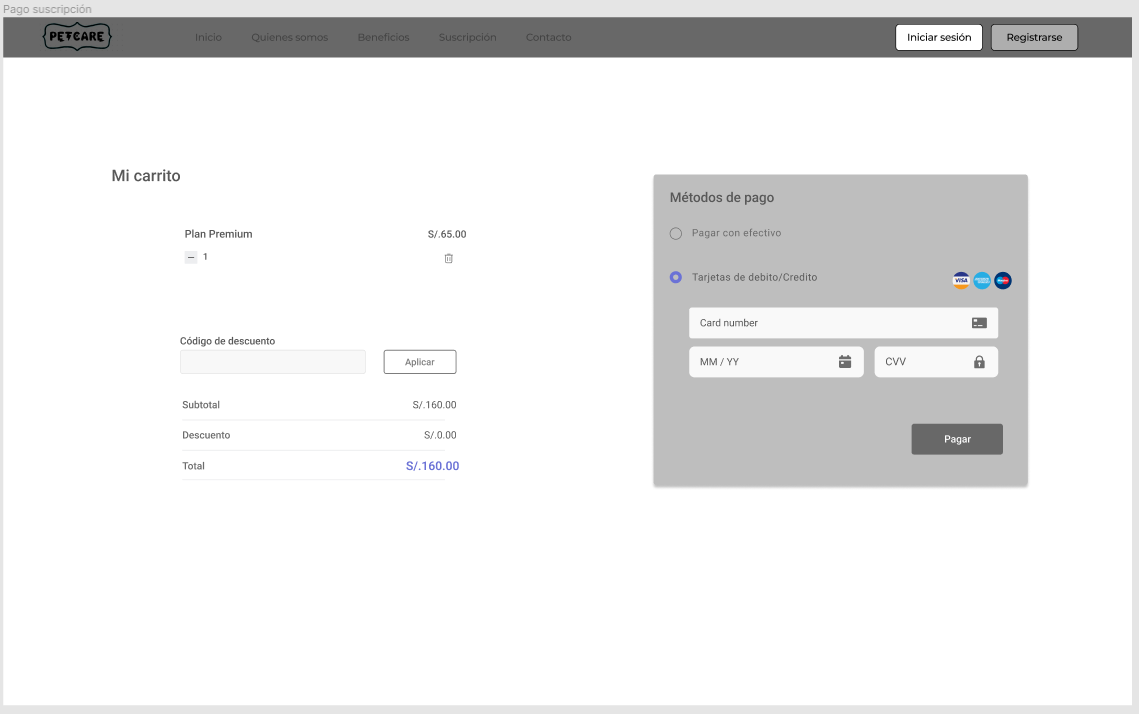 Pago suscripción
PETCARE
Inicio Quienes somos Beneficios Suscripción Contacto Iniciar sesión Registrarse
Mi carrito
Plan Premium S/.65.00
1
Código de descuento
Aplicar
Subtotal S/.160.00
Descuento S/.0.00
Total S/.160.00
Métodos de pago
Pagar con efectivo
Tarjetas de debito/Credito VISA
Card number
MM / YY CVV
Pagar